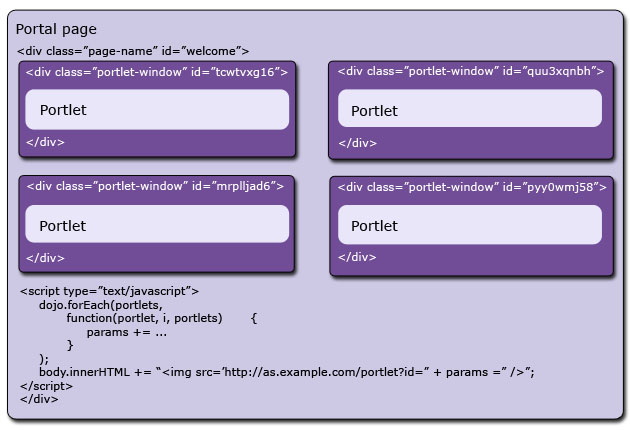 Portal page
<div class=”page-name” id=”welcome”>
<div class=”portlet-window” id=”tcwtvxg16”>
Portlet
</div>
<div class=”portlet-window” id=”quu3xqnbh”>
Portlet
</div>
<div class=”portlet-window” id=”mrplljad6”>
Portlet
</div>
<div class=”portlet-window” id=”pyy0wmj58”>
Portlet
</div>
<script type=”text/javascript”>
dojo.forEach(portlets,
function(portlet, i, portlets) {
params += ...
}
);
body.innerHTML += “<img src=’http://as.example.com/portlet?id=” + params =” />”;
</script>
</div>